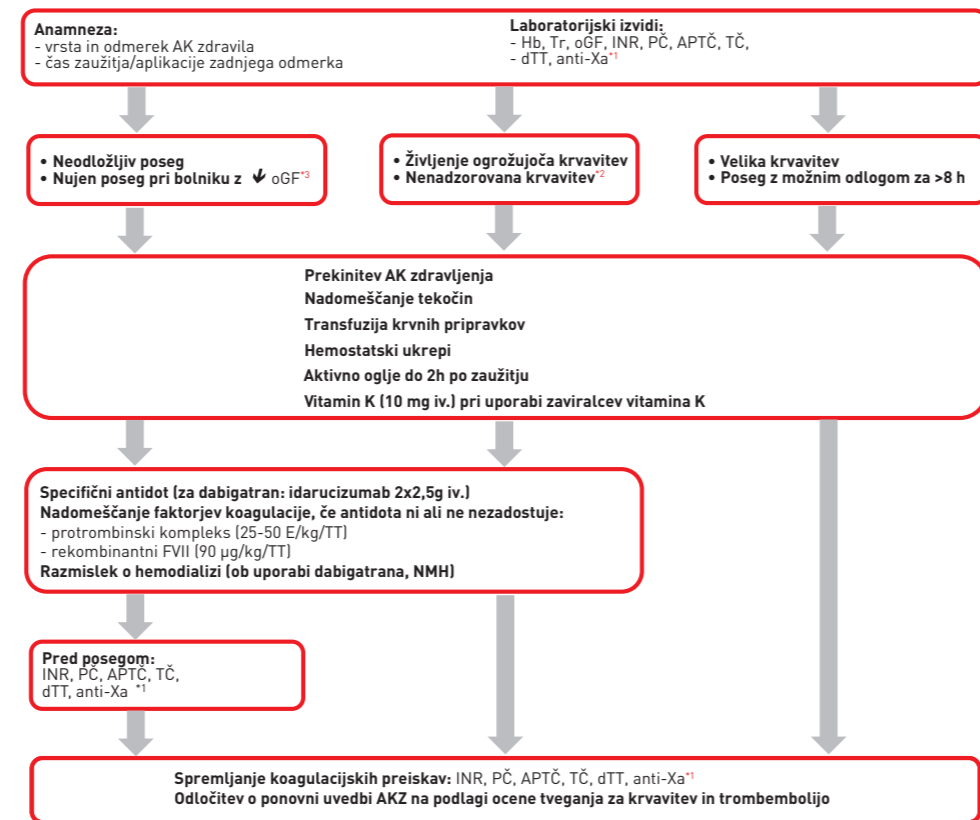 Anamneza:
- vrsta in odmerek AK zdravila
- čas zaužitja/aplikacije zadnjega odmerka
Laboratorijski izvidi:
- Hb, Tr, oGF, INR, PČ, APTČ, TČ,
- dTT, anti-Xa*1
• Neodložljiv poseg
• Nujen poseg pri bolniku z 🡇 oGF*3
• Življenje ogrožujoča krvavitev
• Nenadzorovana krvavitev*2
• Velika krvavitev
• Poseg z možnim odlogom za >8 h
Prekinitev AK zdravljenja
Nadomeščanje tekočin
Transfuzija krvnih pripravkov
Hemostatski ukrepi
Aktivno oglje do 2h po zaužitju
Vitamin K (10 mg iv.) pri uporabi zaviralcev vitamina K
Specifični antidot (za dabigatran: idarucizumab 2x2,5g iv.)
Nadomeščanje faktorjev koagulacije, če antidota ni ali ne nezadostuje:
- protrombinski kompleks (25-50 E/kg/TT)
- rekombinantni FVII (90 µg/kg/TT)
Razmislek o hemodializi (ob uporabi dabigatrana, NMH)
Pred posegom:
INR, PČ, APTČ, TČ,
dTT, anti-Xa *1
Spremljanje koagulacijskih preiskav: INR, PČ, APTČ, TČ, dTT, anti-Xa*1
Odločitev o ponovni uvedbi AKZ na podlagi ocene tveganja za krvavitev in trombembolijo